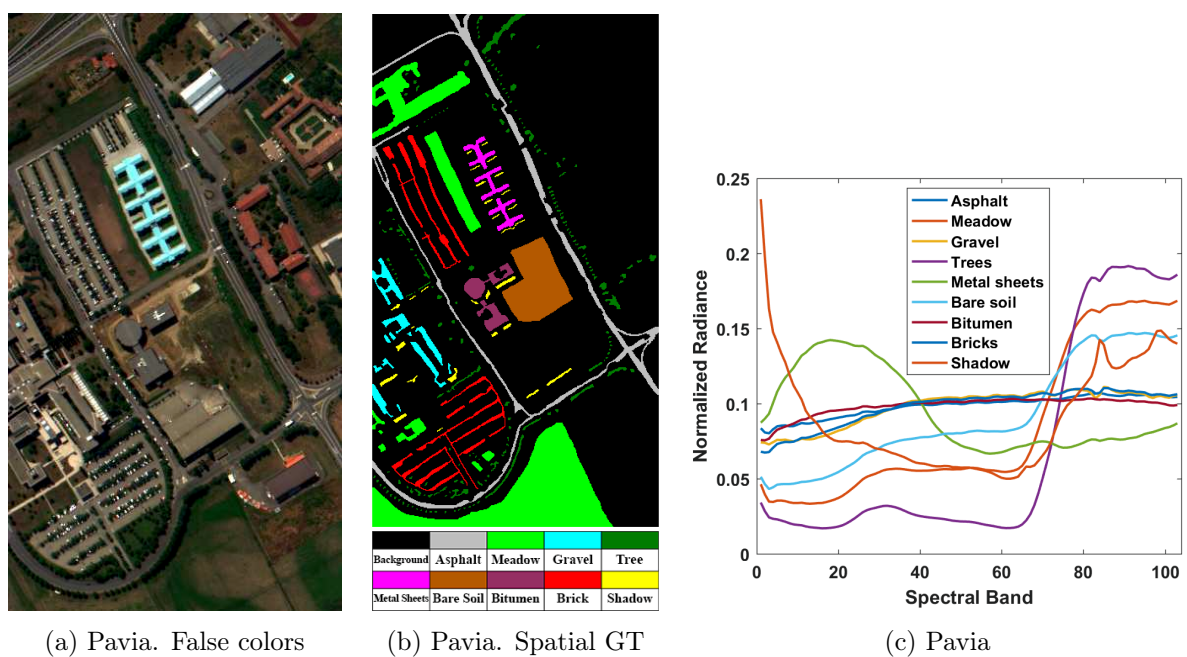 Background Asphalt Meadow Gravel Tree
Metal Sheets Bare Soil Bitumen Brick Shadow
0.25
0.2
0.15
0.1
0.05
0
Normalized Radiance
Asphalt
Meadow
Gravel
Trees
Metal sheets
Bare soil
Bitumen
Bricks
Shadow
0 20 40 60 80 100
Spectral Band
(a) Pavia. False colors (b) Pavia. Spatial GT (c) Pavia